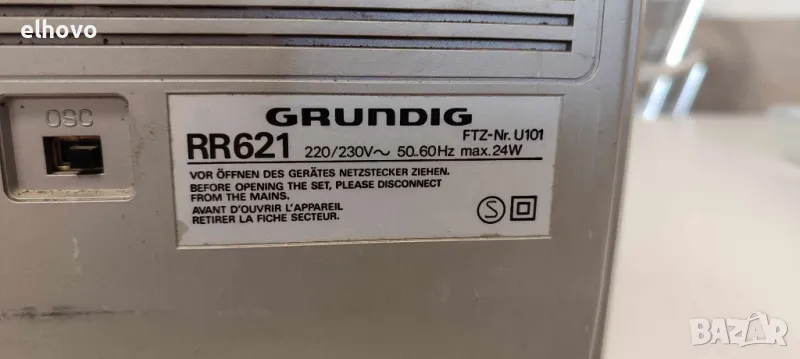 elhovo
OSC
GRUNDIG
FTZ-Nr. U101
RR621 220/230V~ 50..60Hz max. 24W
VOR ÖFFNEN DES GERÄTES NETZSTECKER ZIEHEN.
BEFORE OPENING THE SET, PLEASE DISCONNECT
FROM THE MAINS.
AVANT D'OUVRIR L'APPAREIL
RETIRER LA FICHE SECTEUR.
S
BAZAR